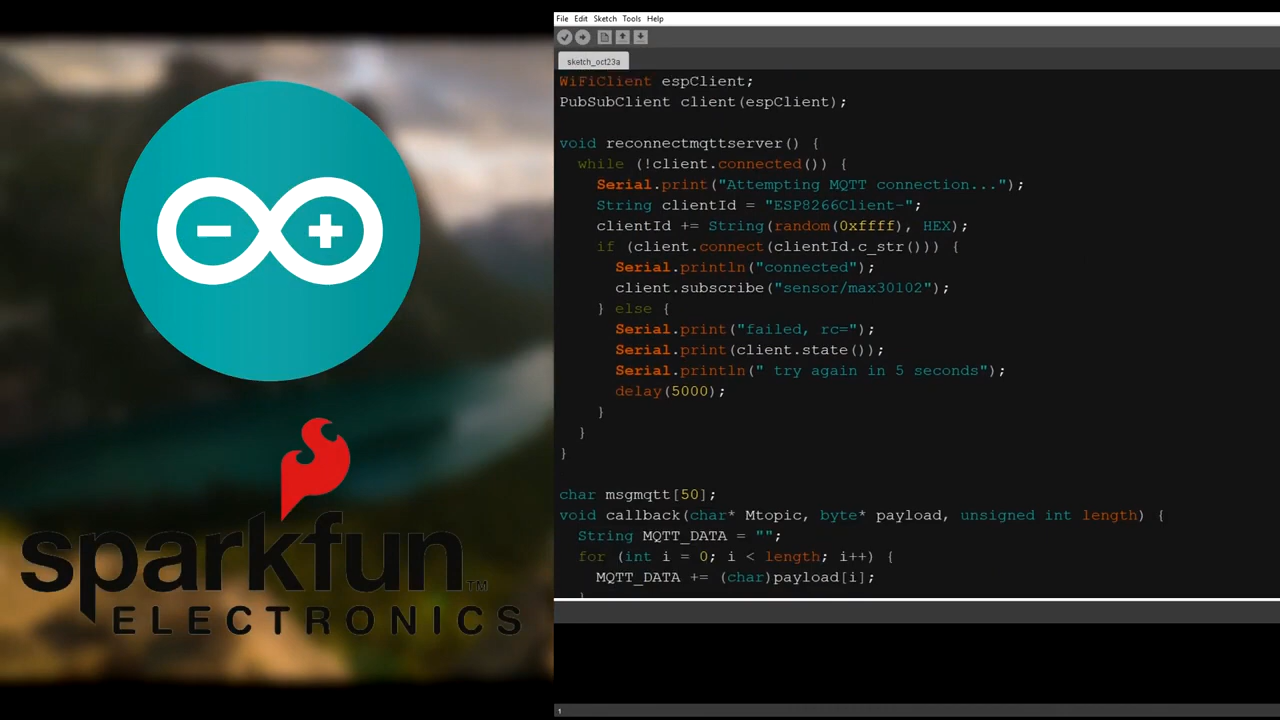 sparkfun
TM
ELECTRONICS
File Edit Sketch Tools Help
sketch_oct23a
WiFiClient espClient;
PubSubClient client(espClient);
void reconnectmqttserver() {
while (!client.connected()) {
Serial.print("Attempting MQTT connection...");
String clientId = "ESP8266Client-";
clientId += String(random(0xffff), HEX);
if (client.connect(clientId.c_str())) {
Serial.println("connected");
client.subscribe("sensor/max30102");
} else {
Serial.print("failed, rc=");
Serial.print(client.state());
Serial.println(" try again in 5 seconds");
delay(5000);
}
}
}
char msgmqtt[50];
void callback(char* Mtopic, byte* payload, unsigned int length) {
String MQTT_DATA = "";
for (int i = 0; i < length; i++) {
MQTT_DATA += (char)payload[i];
}
1